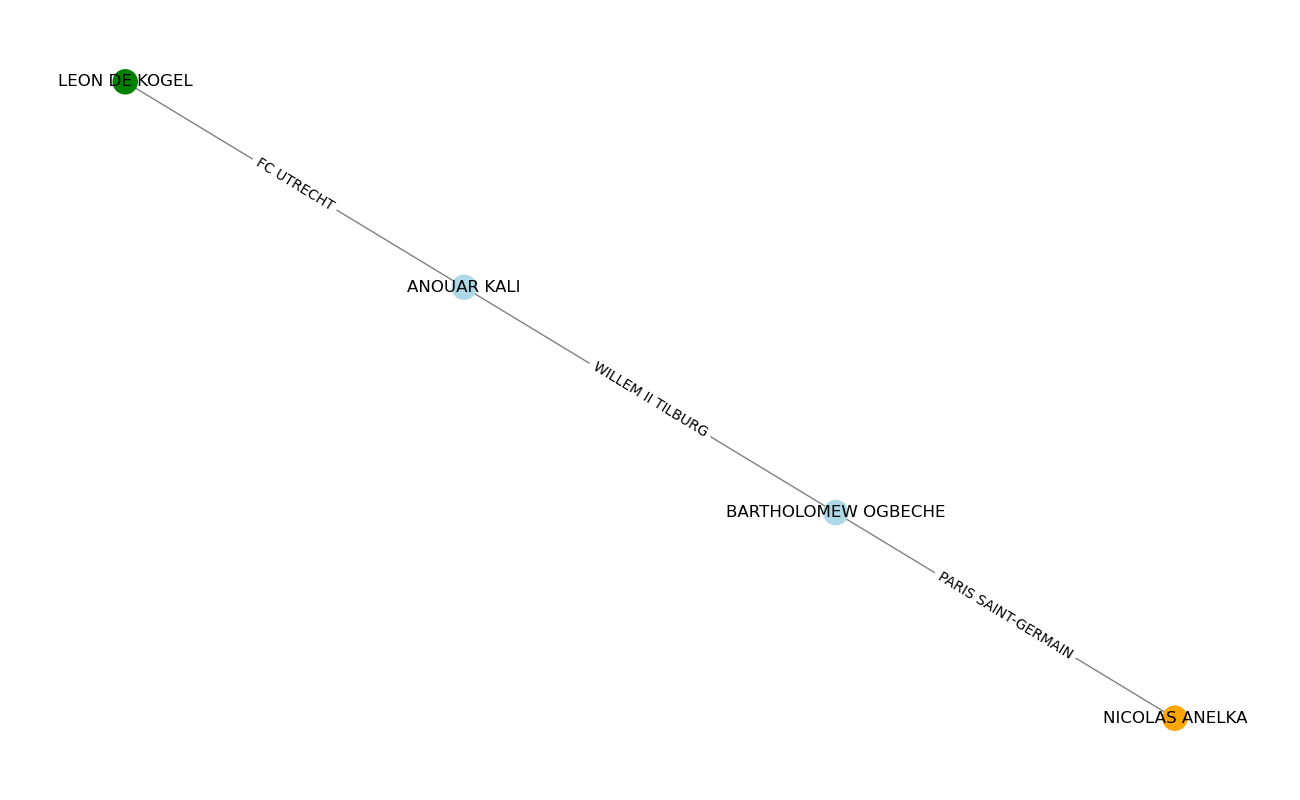 LEON DE KOGEL
FC UTRECHT
ANOUAR KALI
WILLEM II TILBURG
BARTHOLOMEW OGBECHE
PARIS SAINT-GERMAIN
NICOLAS ANELKA